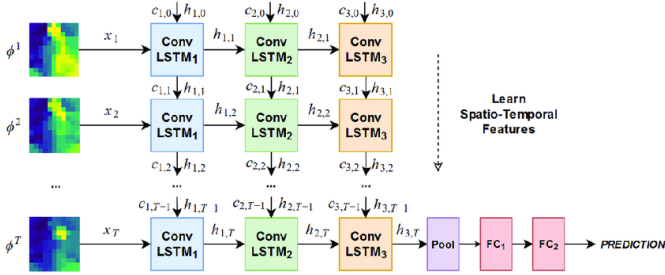 c1,0 h1,0 c2,0 h2,0 c3,0 h3,0
ϕ1 x1 Conv LSTM1 h1,1 Conv LSTM2 h2,1 Conv LSTM3
c1,1 h1,1 c2,1 h2,1 c3,1 h3,1
Learn
Spatio-Temporal
Features
ϕ2 x2 Conv LSTM1 h1,2 Conv LSTM2 h2,2 Conv LSTM3
c1,2 h1,2 c2,2 h2,2 c3,2 h3,2
... ... ... ...
c1,T−1 h1,T−1 c2,T−1 h2,T−1 c3,T−1 h3,T−1
ϕT xT Conv LSTM1 h1,T Conv LSTM2 h2,T Conv LSTM3 h3,T Pool FC1 FC2 PREDICTION